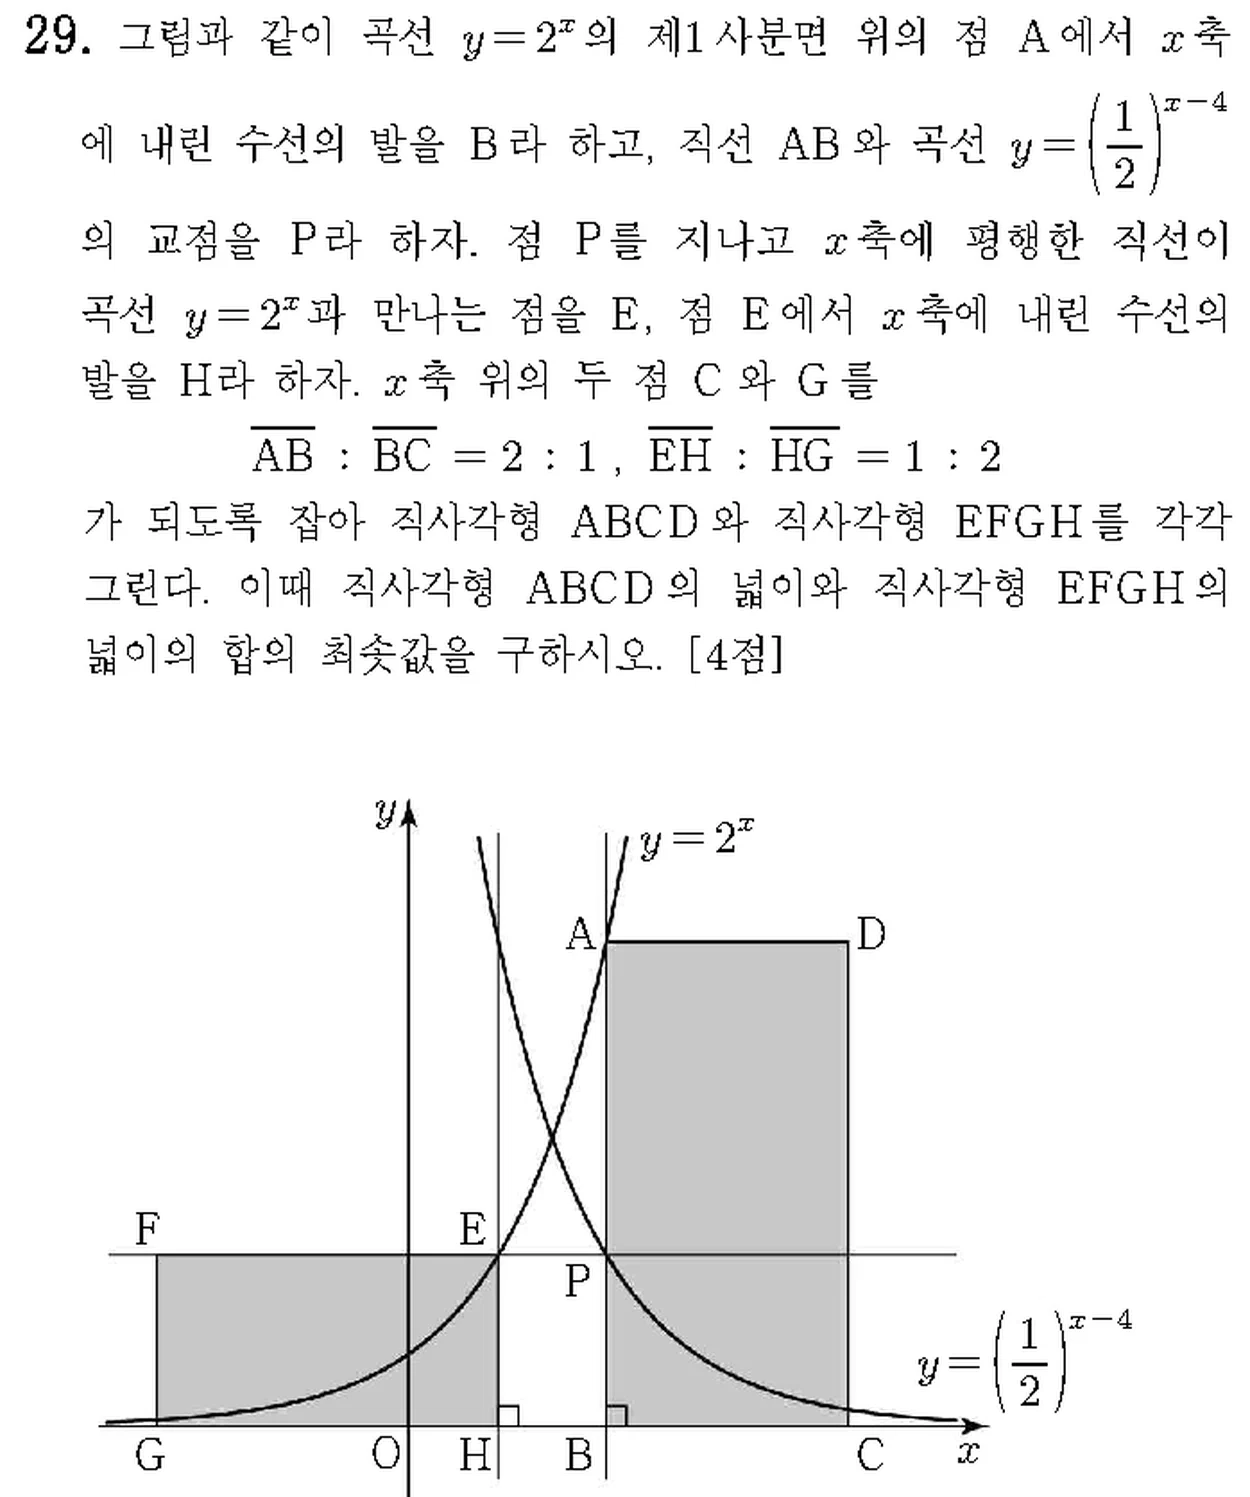 29. 그림과 같이 곡선 y=2^x의 제1사분면 위의 점 A에서 x축
에 내린 수선의 발을 B라 하고, 직선 AB와 곡선 y=(1/2)^(x-4)
의 교점을 P라 하자. 점 P를 지나고 x축에 평행한 직선이
곡선 y=2^x과 만나는 점을 E, 점 E에서 x축에 내린 수선의
발을 H라 하자. x축 위의 두 점 C와 G를
AB : BC = 2 : 1, EH : HG = 1 : 2
가 되도록 잡아 직사각형 ABCD와 직사각형 EFGH를 각각
그린다. 이때 직사각형 ABCD의 넓이와 직사각형 EFGH의
넓이의 합의 최솟값을 구하시오. [4점]
y
y=2^x
A
D
F
E
P
y=(1/2)^(x-4)
G
O
H
B
C
x